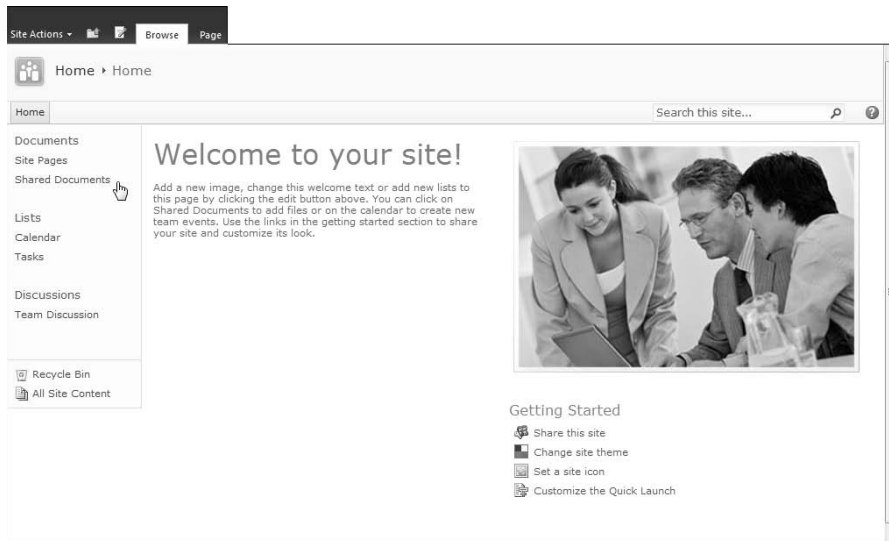 Site Actions Browse Page
Home ▸ Home
Home Search this site...
Documents
Site Pages
Shared Documents
Lists
Calendar
Tasks
Discussions
Team Discussion
Recycle Bin
All Site Content
Welcome to your site!
Add a new image, change this welcome text or add new lists to
this page by clicking the edit button above. You can click on
Shared Documents to add files or on the calendar to create new
team events. Use the links in the getting started section to share
your site and customize its look.
Getting Started
Share this site
Change site theme
Set a site icon
Customize the Quick Launch